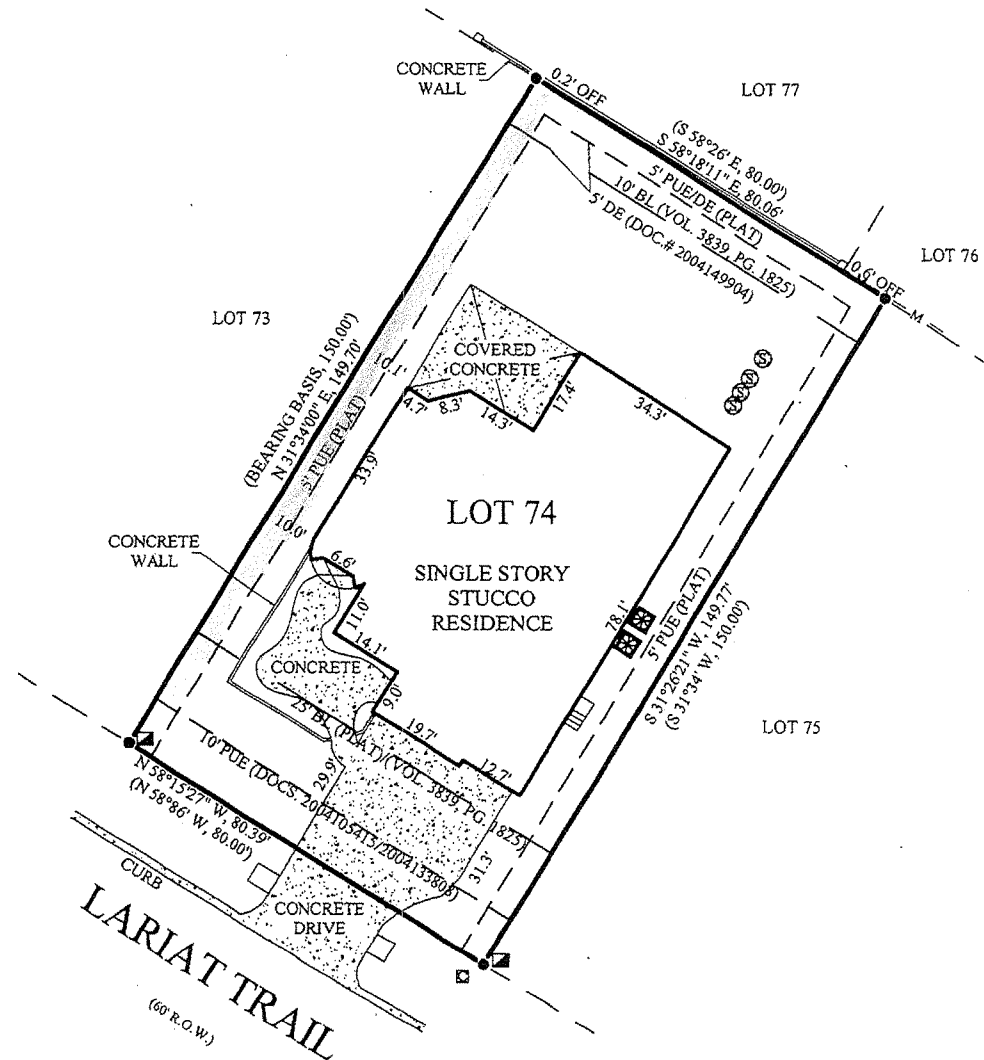 CONCRETE
WALL
0.2' OFF
LOT 77
(S 58°26' E, 80.00')
S 58°18'11" E, 80.06'
5' PUE/DE (PLAT)
10' BL (VOL. 3839, PG. 1825)
5' DE (DOC.# 2004149904)
LOT 76
0.6' OFF
M
LOT 73
(BEARING BASIS, 150.00')
N 31°34'00" E, 149.70'
5' PUE (PLAT)
10.1'
COVERED
CONCRETE
4.7'
8.3'
14.3'
17.4'
34.3'
S
33.9'
LOT 74
SINGLE STORY
STUCCO
RESIDENCE
10.0'
CONCRETE
WALL
6.6'
11.0'
14.1'
CONCRETE
9.0'
78.1'
5' PUE (PLAT)
S 31°26'21" W, 149.77'
(S 31°34' W, 150.00')
LOT 75
25' BL (PLAT)/(VOL. 3839, PG. 1825)
19.7'
12.7'
10' PUE (DOCS. 2004105415/2004133808)
29.9'
31.3'
N 58°15'27" W, 80.39'
(N 58°86' W, 80.00')
CURB
CONCRETE
DRIVE
LARIAT TRAIL
(60' R.O.W.)